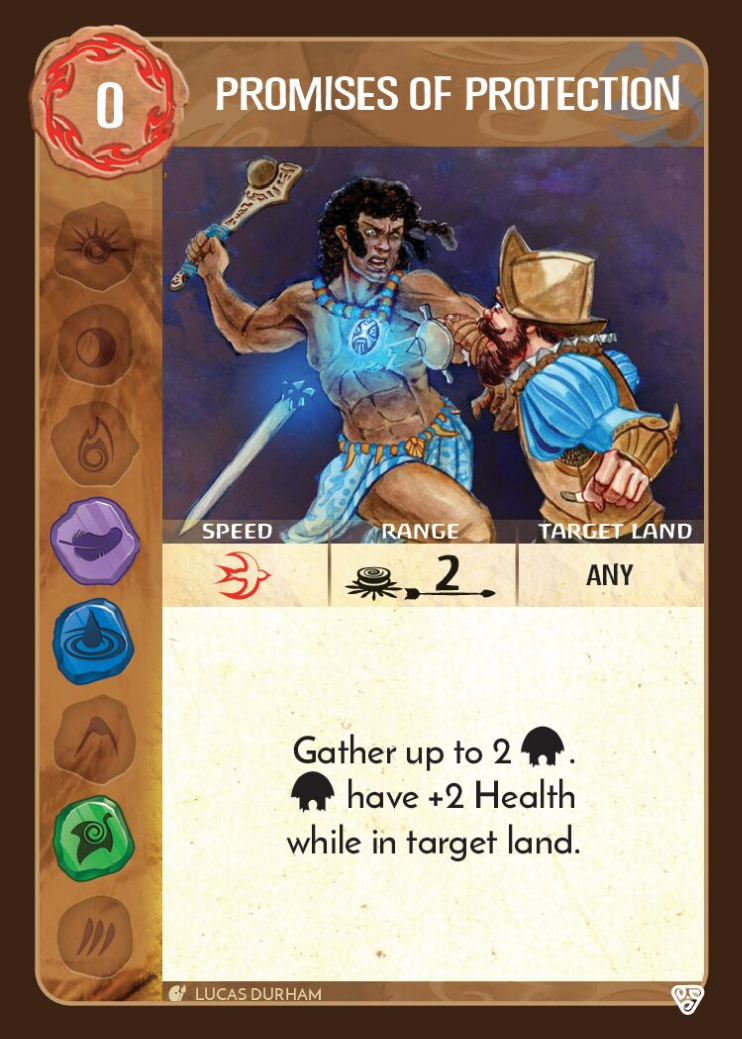 0
PROMISES OF PROTECTION
SPEED RANGE TARGET LAND
2 ANY
Gather up to 2 .
have +2 Health
while in target land.
LUCAS DURHAM